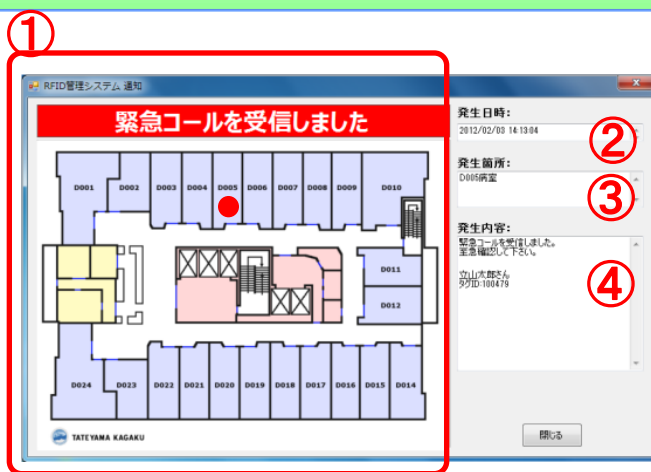 ①
RFID管理システム 通知
緊急コールを受信しました
D001 D002 D003 D004 D005 D006 D007 D008 D009 D010
D011
D012
D024 D023 D022 D021 D020 D019 D018 D017 D016 D015 D014
TATEYAMA KAGAKU
発生日時:
2012/02/03 14:13:04
②
発生箇所:
D005病室
③
発生内容:
緊急コールを受信しました。
至急確認して下さい。
立山太郎さん
タグID:100479
④
閉じる